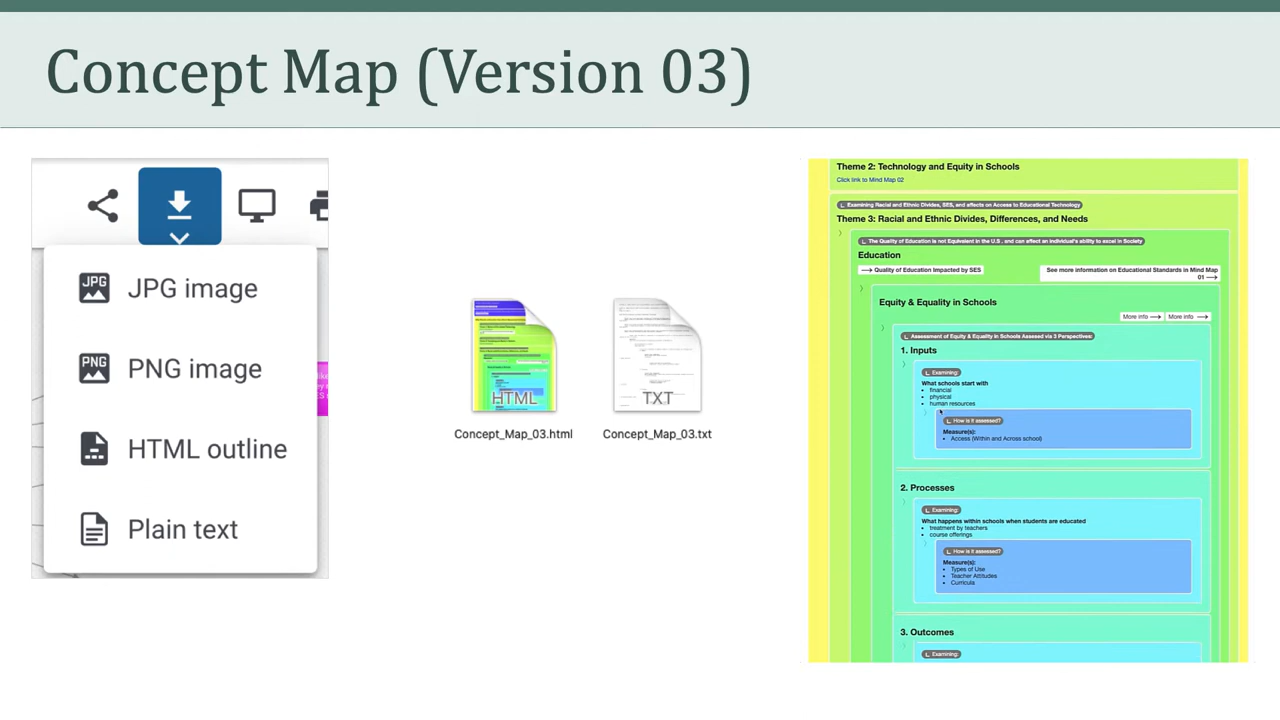 Concept Map (Version 03)
JPG
JPG image
PNG
PNG image
HTML outline
Plain text
HTML
TXT
Concept_Map_03.html
Concept_Map_03.txt
Theme 2: Technology and Equity in Schools
Click link to Mind Map 02
Examining Racial and Ethnic Divides, SES, and affects on Access to Educational Technology
Theme 3: Racial and Ethnic Divides, Differences, and Needs
The Quality of Education is not Equivalent in the U.S . and can affect an individual's ability to excel in Society
Education
Quality of Education Impacted by SES
See more information on Educational Standards in Mind Map
01
Equity & Equality in Schools
More info
More info
Assessment of Equity & Equality in Schools Assesed via 3 Perspectives:
1. Inputs
Examining:
What schools start with
• financial
• physical
• human resources
How is it assessed?
Measure(s):
• Access (Within and Across school)
2. Processes
Examining:
What happens within schools when students are educated
• treatment by teachers
• course offerings
How is it assessed?
Measure(s):
• Types of Use
• Teacher Attitudes
• Curricula
3. Outcomes
Examining: